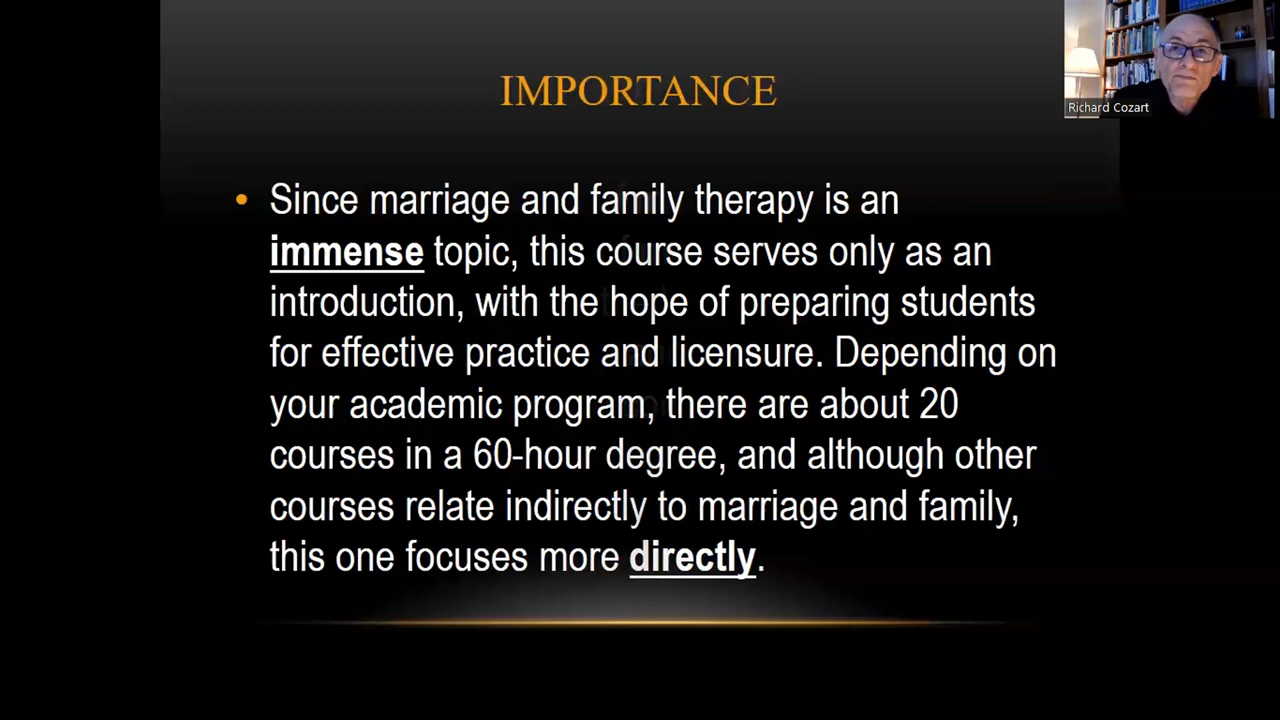 IMPORTANCE
Richard Cozart
• Since marriage and family therapy is an
immense topic, this course serves only as an
introduction, with the hope of preparing students
for effective practice and licensure. Depending on
your academic program, there are about 20
courses in a 60-hour degree, and although other
courses relate indirectly to marriage and family,
this one focuses more directly.